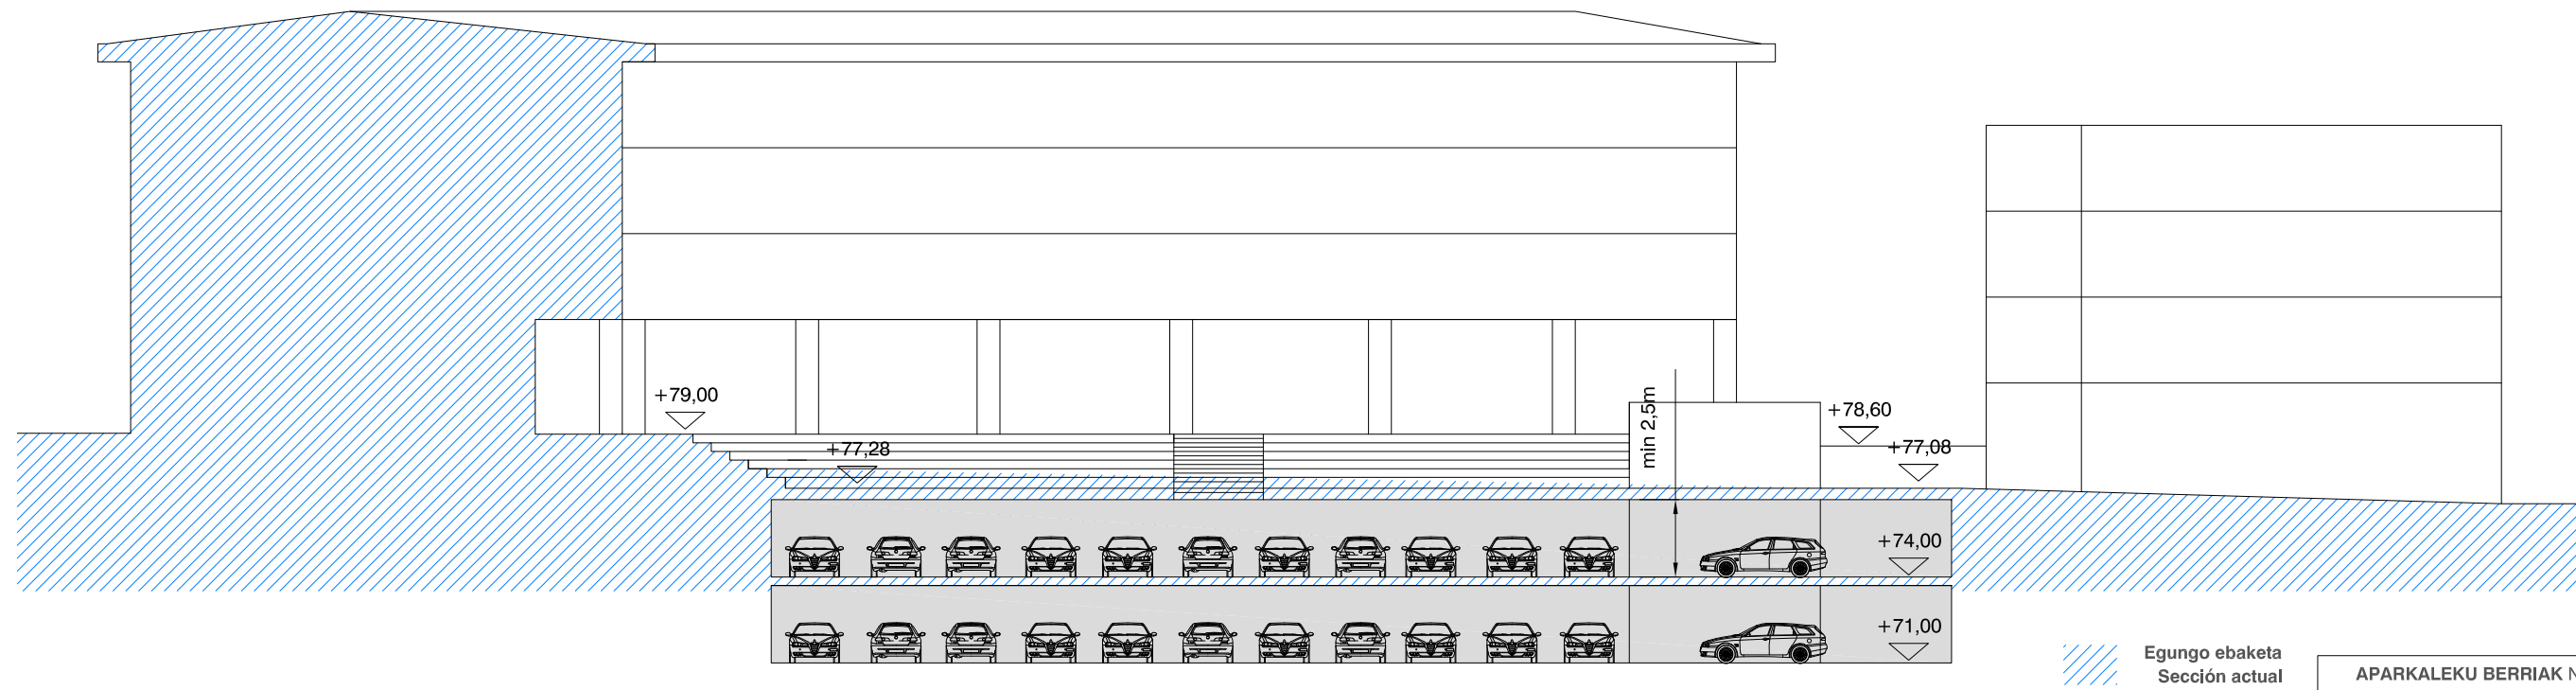 +79,00
+77,28
min 2,5m
+78,60
+77,08
+74,00
+71,00
Egungo ebaketa
Sección actual
APARKALEKU BERRIAK